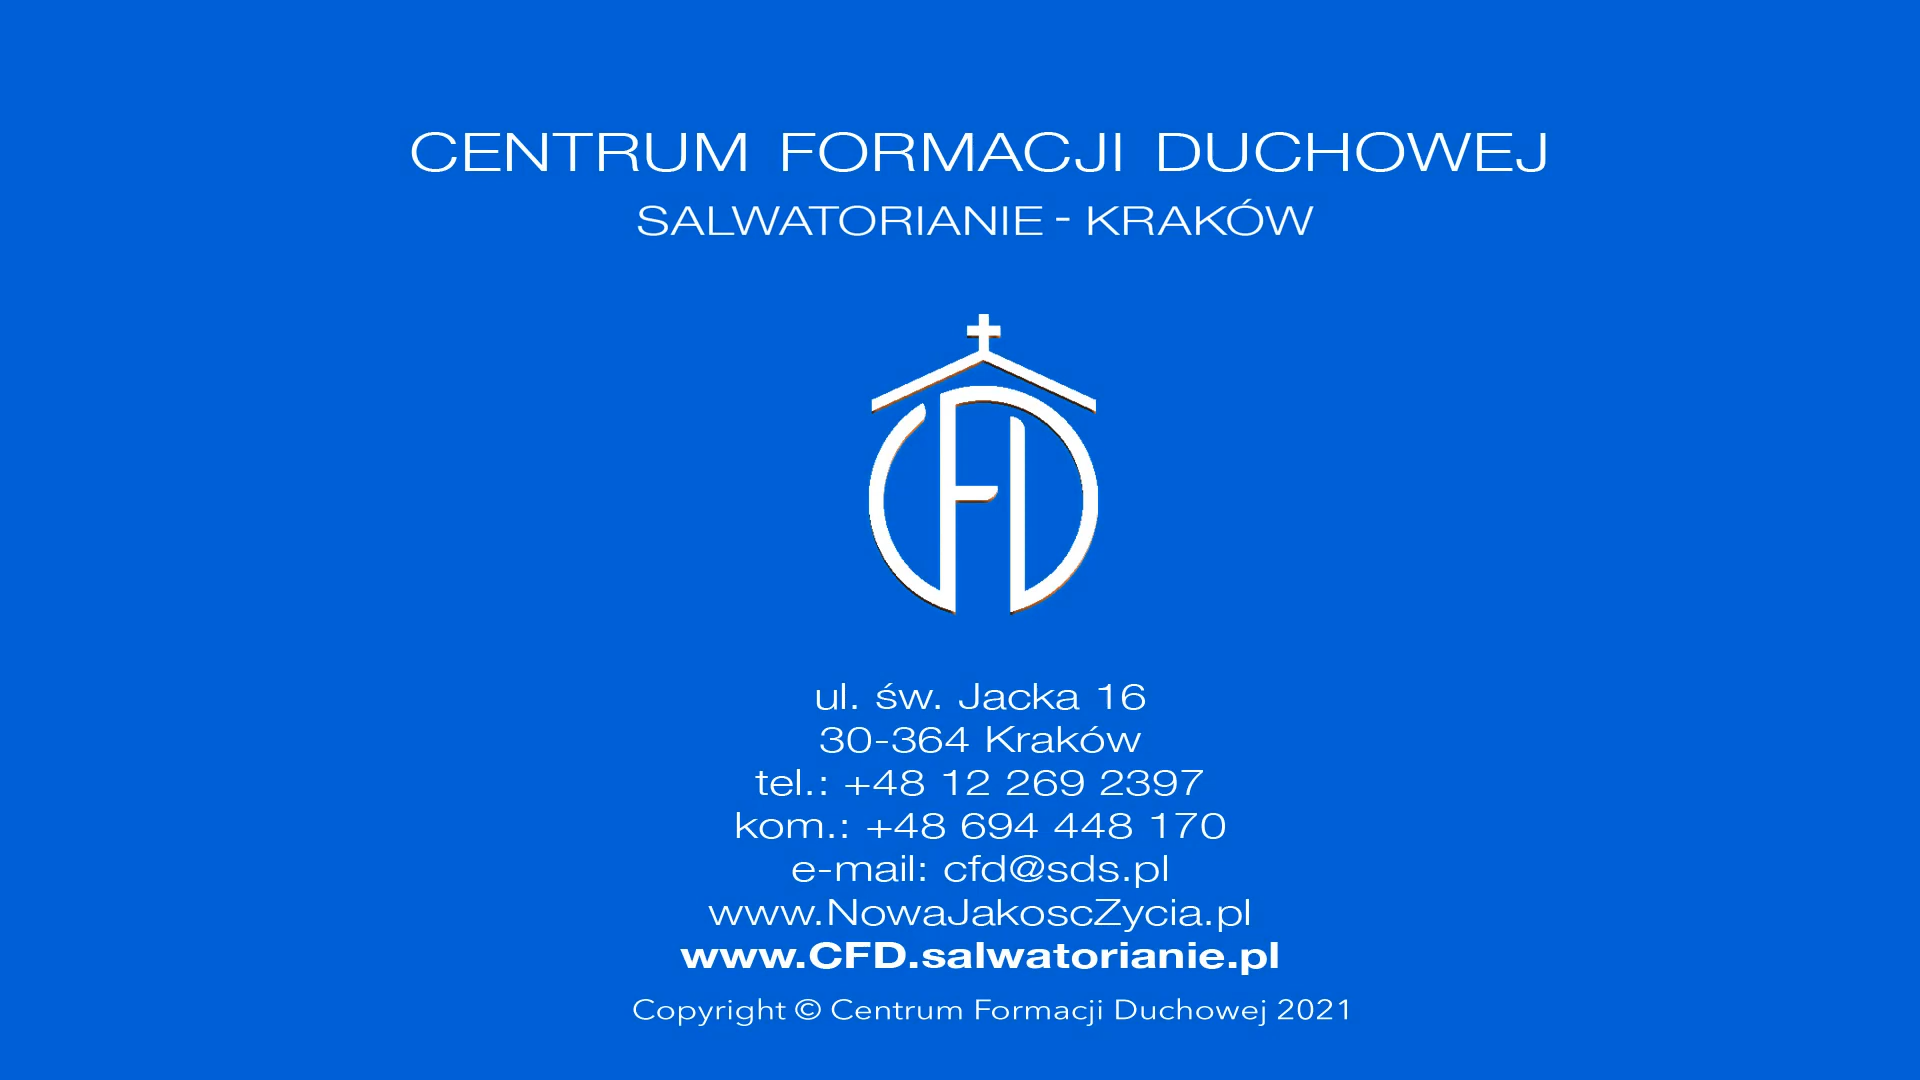 CENTRUM FORMACJI DUCHOWEJ
SALWATORIANIE - KRAKÓW
CFD
ul. św. Jacka 16
30-364 Kraków
tel.: +48 12 269 2397
kom.: +48 694 448 170
e-mail: cfd@sds.pl
www.NowaJakoscZycia.pl
www.CFD.salwatorianie.pl
Copyright © Centrum Formacji Duchowej 2021